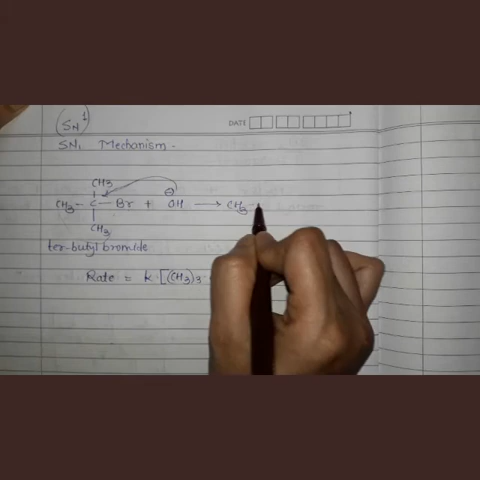 SN1
DATE
SN1 Mechanism -
CH3
CH3 - C - Br + OH⊖ → CH3 -
CH3
ter-butyl bromide
Rate = k [(CH3)3